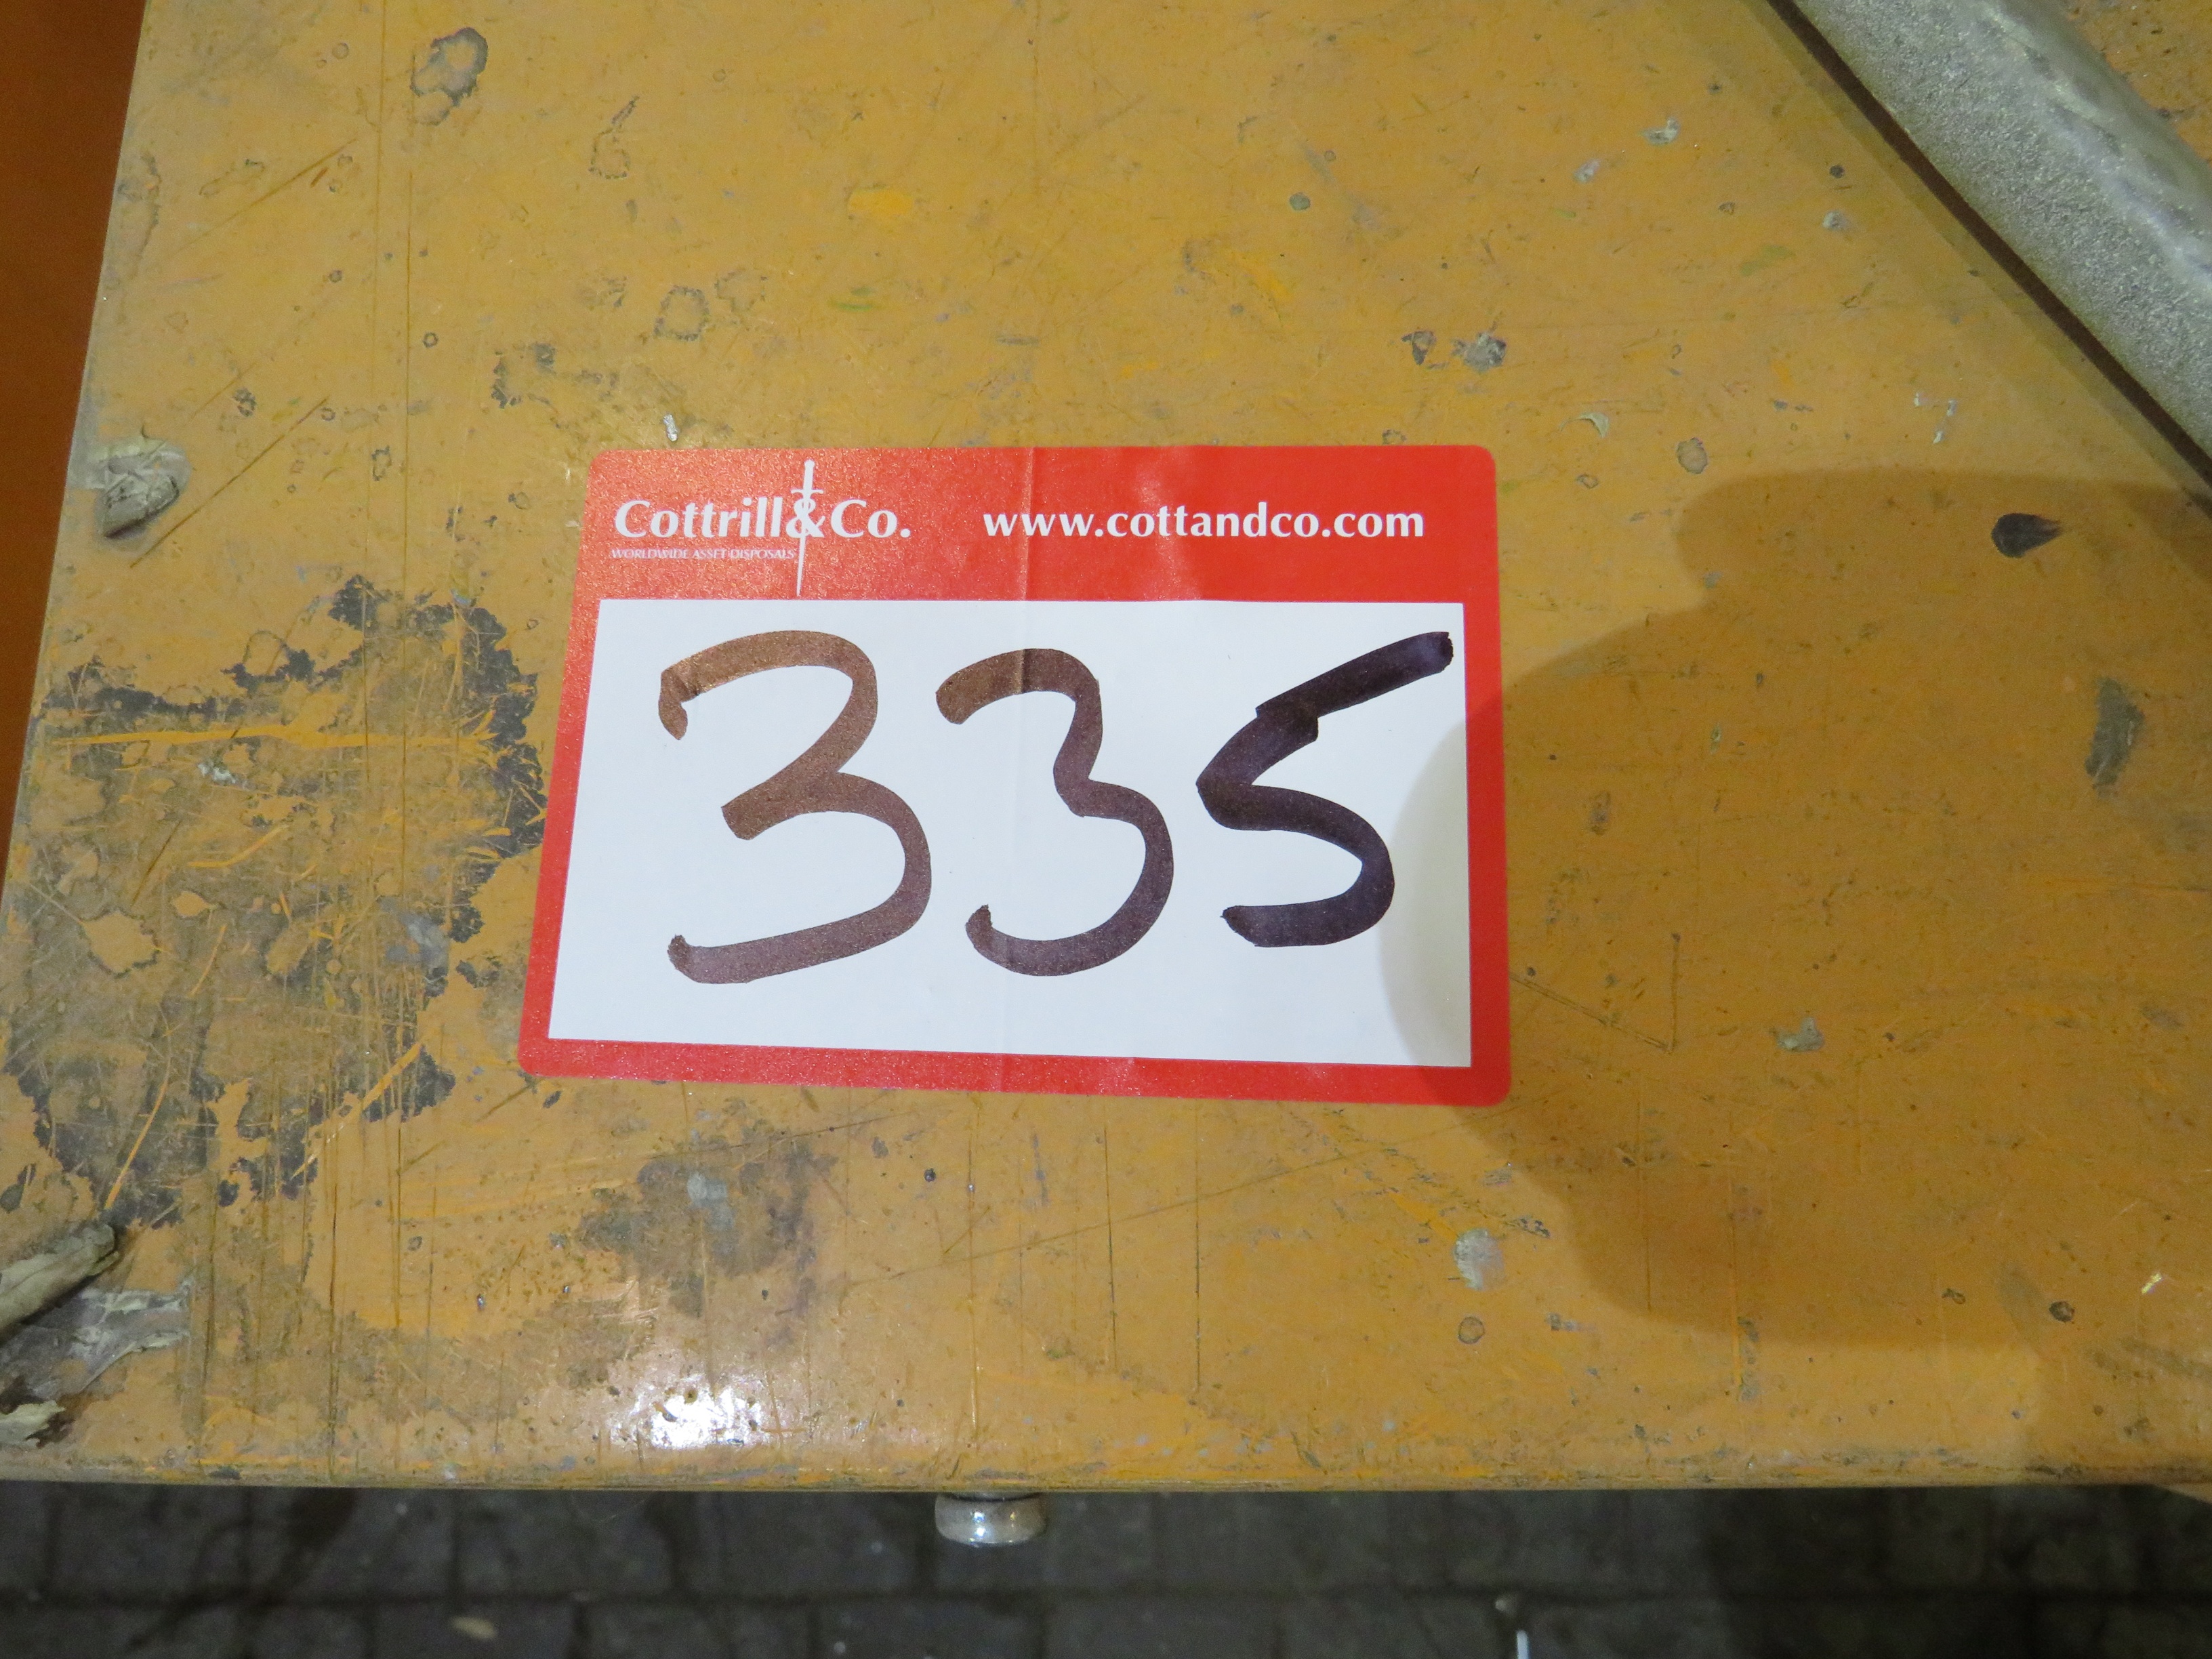 Cottrill&Co. www.cottandco.com
WORLDWIDE ASSET DISPOSALS
335